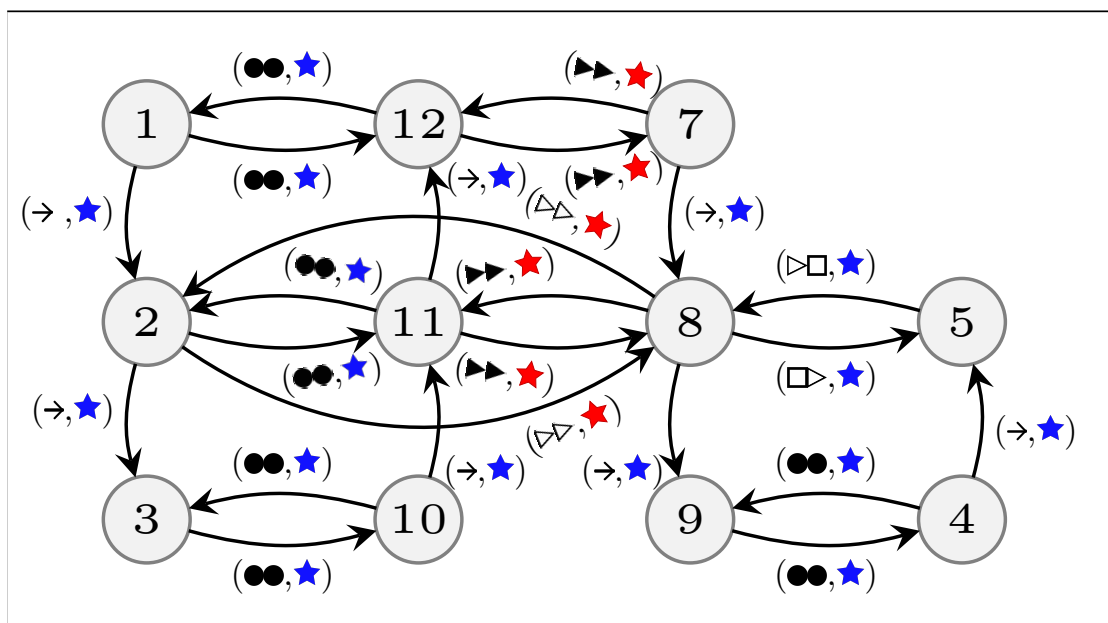 (●●,★) (▶▶,★)
1 12 7
(●●,★) (→,★) (▶▶,★)
(→ ,★) (▷▷,★) (→,★)
(●●,★) (▶▶,★) (▷□,★)
2 11 8 5
(●●,★) (▶▶,★) (□▷,★)
(→,★) (▷▷,★) (→,★)
(●●,★) (→,★) (→,★) (●●,★)
3 10 9 4
(●●,★) (●●,★)